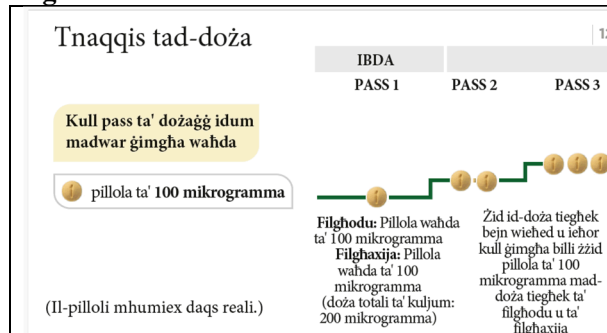 Tnaqqis tad-doża
IBDA
PASS 1
PASS 2
PASS 3
Kull pass ta' dożaġġ idum
madwar ġimgħa waħda
pillola ta' 100 mikrogramma
Filgħodu: Pillola waħda
ta' 100 mikrogramma
Filgħaxija: Pillola
waħda ta' 100
mikrogramma
(doża totali ta' kuljum:
200 mikrogramma)
Żid id-doża tiegħek
bejn wieħed u ieħor
kull ġimgħa billi żżid
pillola ta' 100
mikrogramma mad-
doża tiegħek ta'
filgħodu u ta'
filgħaxija
(Il-pilloli mhumiex daqs reali.)